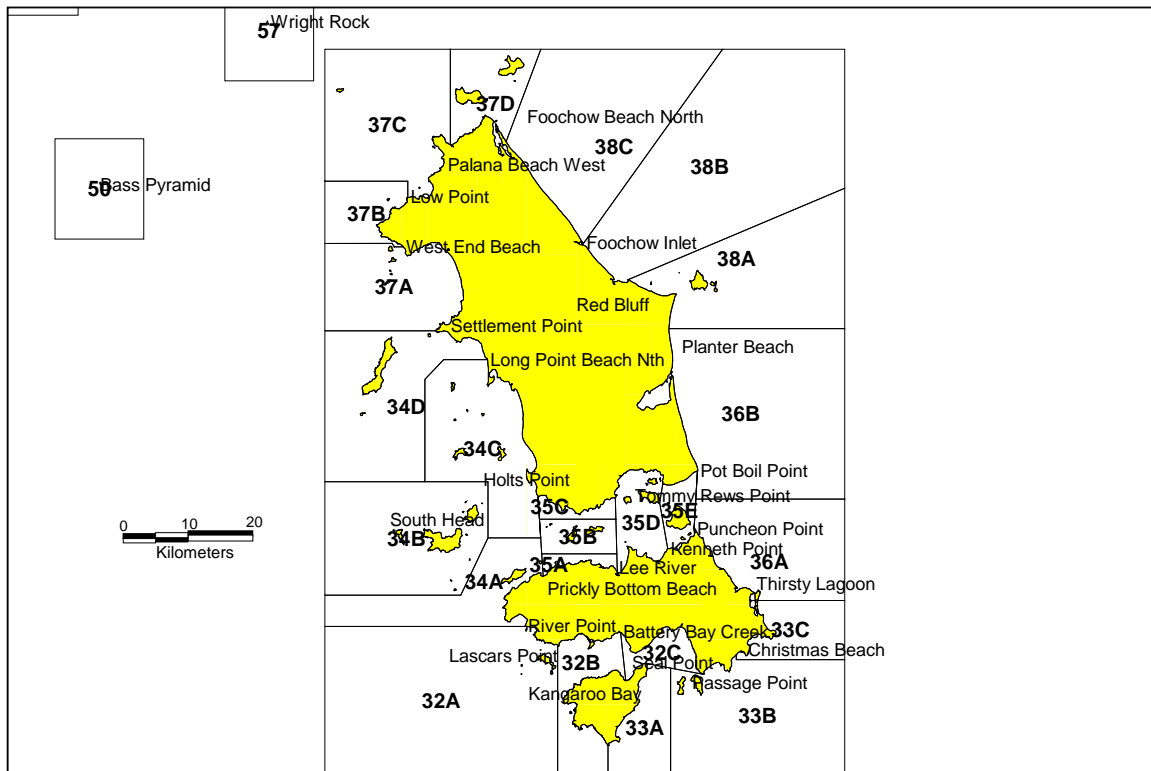 Wright Rock
57
37D
Foochow Beach North
37C
38C
Palana Beach West
38B
50
Bass Pyramid
Low Point
37B
Foochow Inlet
West End Beach
38A
37A
Red Bluff
Settlement Point
Planter Beach
Long Point Beach Nth
34D
36B
34C
Pot Boil Point
Holts Point
Tommy Rews Point
35C
35E
South Head
35D
0 10 20
Kilometers
Puncheon Point
34B
35B
Kenneth Point
36A
35A
Lee River
34A
Thirsty Lagoon
Prickly Bottom Beach
River Point
Battery Bay Creek
33C
Christmas Beach
Lascars Point
32B
32C
Seal Point
Passage Point
Kangaroo Bay
32A
33A
33B